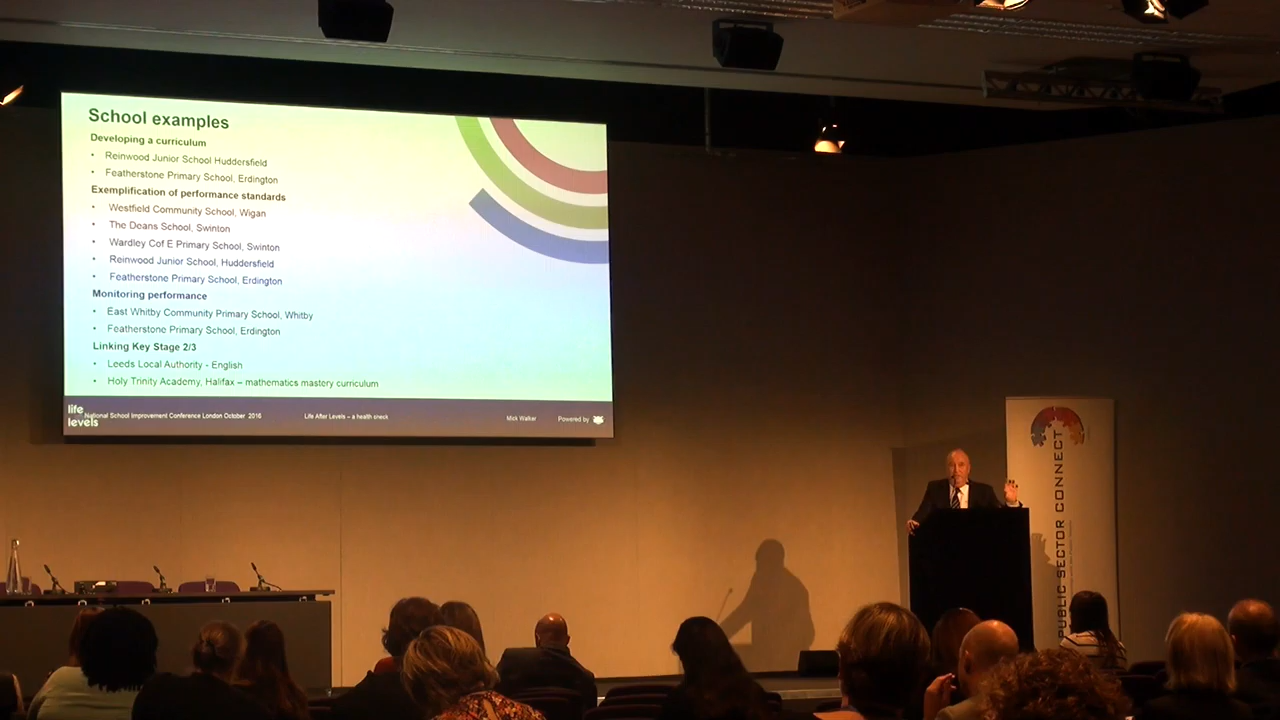 School examples
Developing a curriculum
• Reinwood Junior School Huddersfield
• Featherstone Primary School, Erdington
Exemplification of performance standards
• Westfield Community School, Wigan
• The Deans School, Swinton
• Wardley Cof E Primary School, Swinton
• Reinwood Junior School, Huddersfield
• Featherstone Primary School, Erdington
Monitoring performance
• East Whitby Community Primary School, Whitby
• Featherstone Primary School, Erdington
Linking Key Stage 2/3
• Leeds Local Authority - English
• Holy Trinity Academy, Halifax – mathematics mastery curriculum
life
levels
National School Improvement Conference London October 2016
Life After Levels – a health check
Mick Walker
Powered by
PUBLIC SECTOR CONNECT